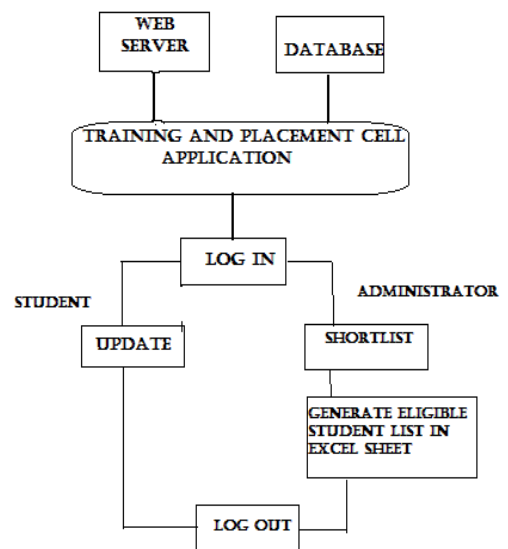 WEB
SERVER
DATABASE
TRAINING AND PLACEMENT CELL
APPLICATION
LOG IN
STUDENT
ADMINISTRATOR
UPDATE
SHORTLIST
GENERATE ELIGIBLE
STUDENT LIST IN
EXCEL SHEET
LOG OUT